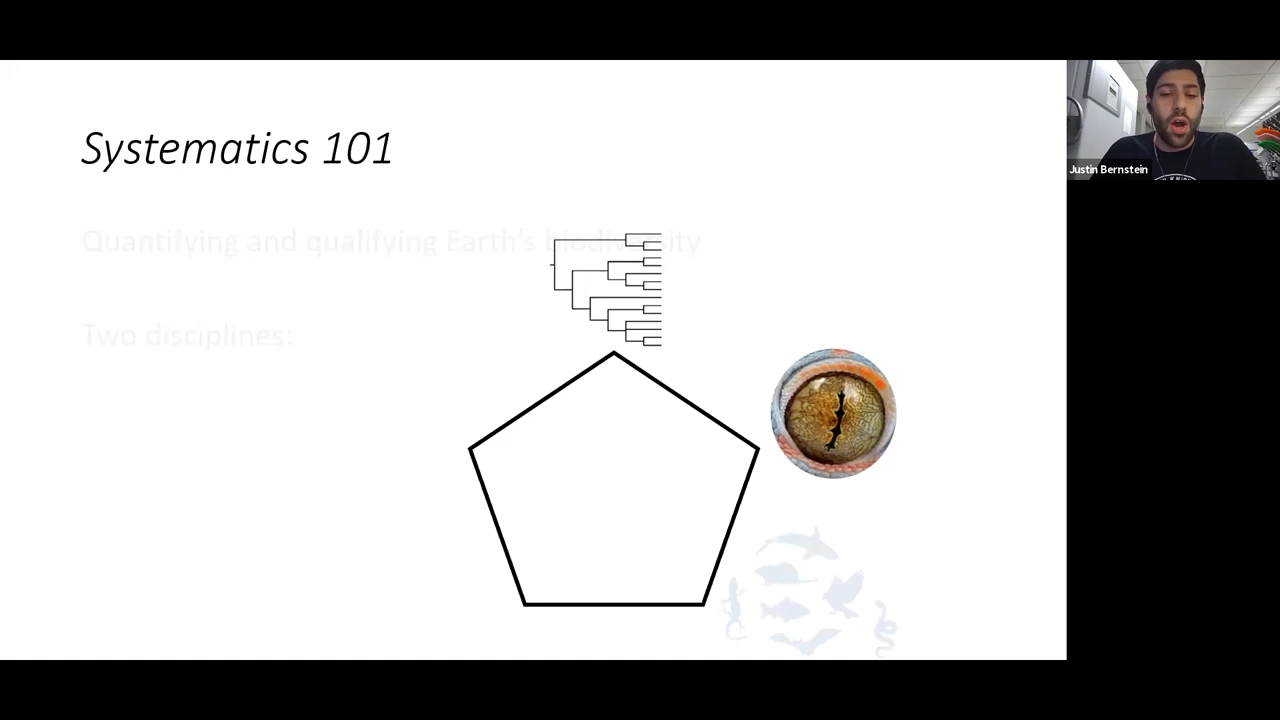 Systematics 101
Quantifying and qualifying Earth's biodiversity
Two disciplines:
Justin Bernstein